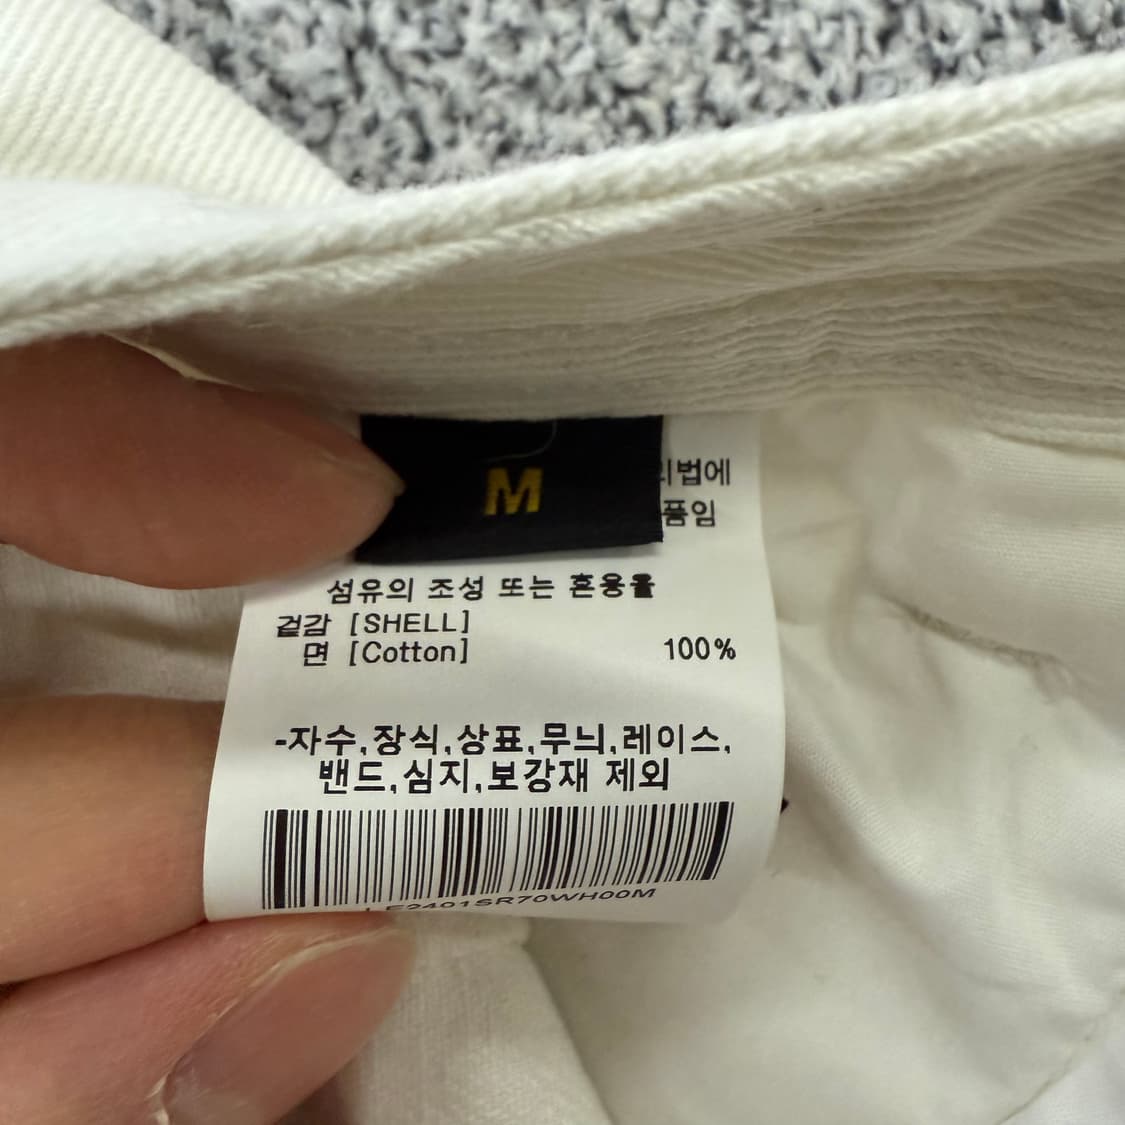 M
법에
품임
섬유의 조성 또는 혼용율
겉감 [SHELL]
면 [Cotton] 100%
-자수,장식,상표,무늬,레이스,
밴드,심지,보강재 제외
LE2401SR70WH00M